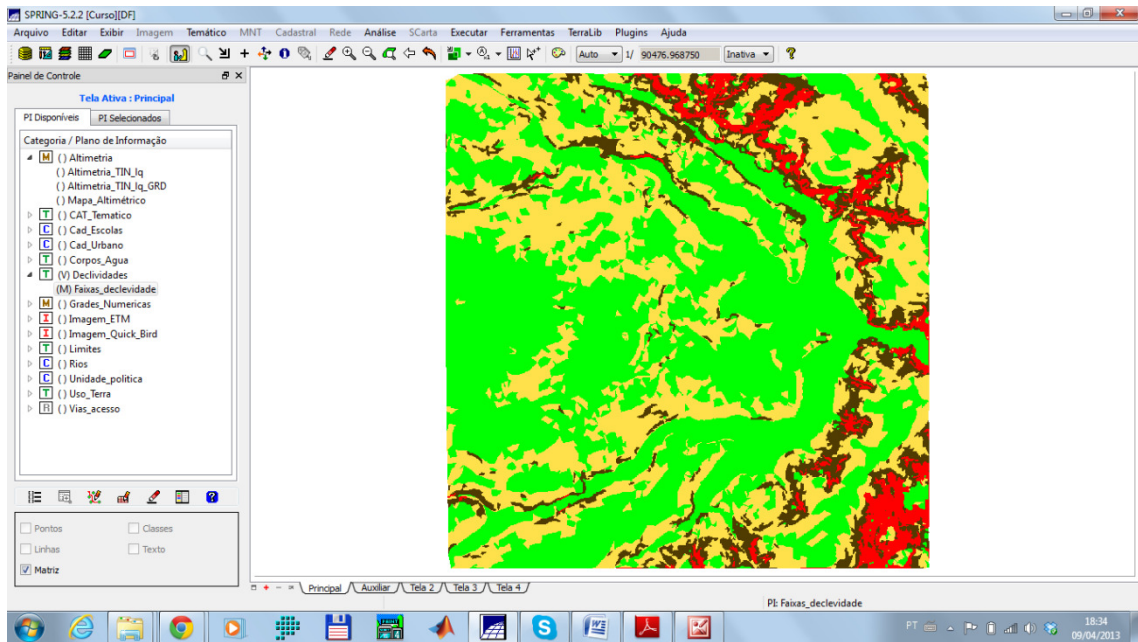 SPRING-5.2.2 [Curso][DF]
Arquivo Editar Exibir Imagem Temático MNT Cadastral Rede Análise SCarta Executar Ferramentas TerraLib Plugins Ajuda
Auto 1/ 90476.968750 Inativa
Painel de Controle
Tela Ativa : Principal
PI Disponíveis PI Selecionados
Categoria / Plano de Informação
M () Altimetria
() Altimetria_TIN_lq
() Altimetria_TIN_lq_GRD
() Mapa_Altimétrico
T () CAT_Tematico
C () Cad_Escolas
C () Cad_Urbano
T () Corpos_Agua
T (V) Declividades
(M) Faixas_declevidade
M () Grades_Numericas
I () Imagem_ETM
I () Imagem_Quick_Bird
T () Limites
C () Rios
C () Unidade_politica
T () Uso_Terra
R () Vias_acesso
Pontos Classes
Linhas Texto
Matriz
Principal Auxiliar Tela 2 Tela 3 Tela 4
PI: Faixas_declevidade
PT 18:34
09/04/2013